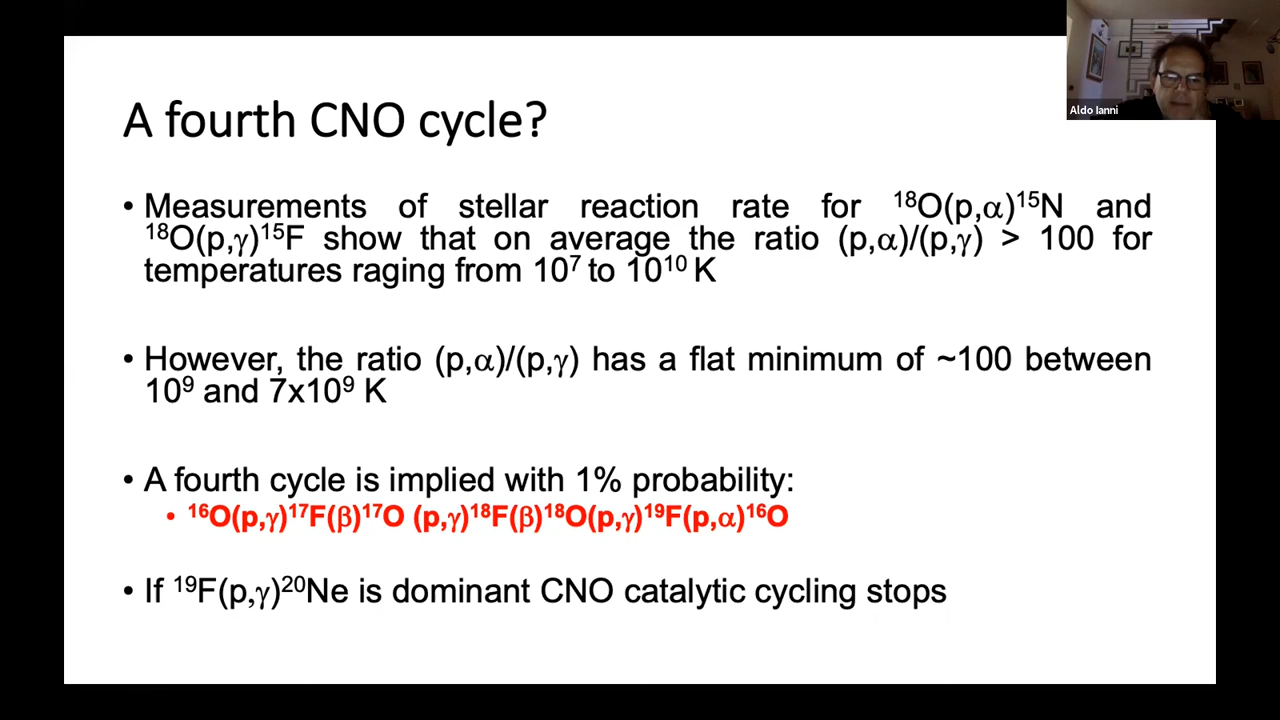 Aldo Ianni
A fourth CNO cycle?
• Measurements of stellar reaction rate for ¹⁸O(p,α)¹⁵N and
¹⁸O(p,γ)¹⁵F show that on average the ratio (p,α)/(p,γ) > 100 for
temperatures raging from 10⁷ to 10¹⁰ K
• However, the ratio (p,α)/(p,γ) has a flat minimum of ~100 between
10⁹ and 7x10⁹ K
• A fourth cycle is implied with 1% probability:
• ¹⁶O(p,γ)¹⁷F(β)¹⁷O (p,γ)¹⁸F(β)¹⁸O(p,γ)¹⁹F(p,α)¹⁶O
• If ¹⁹F(p,γ)²⁰Ne is dominant CNO catalytic cycling stops